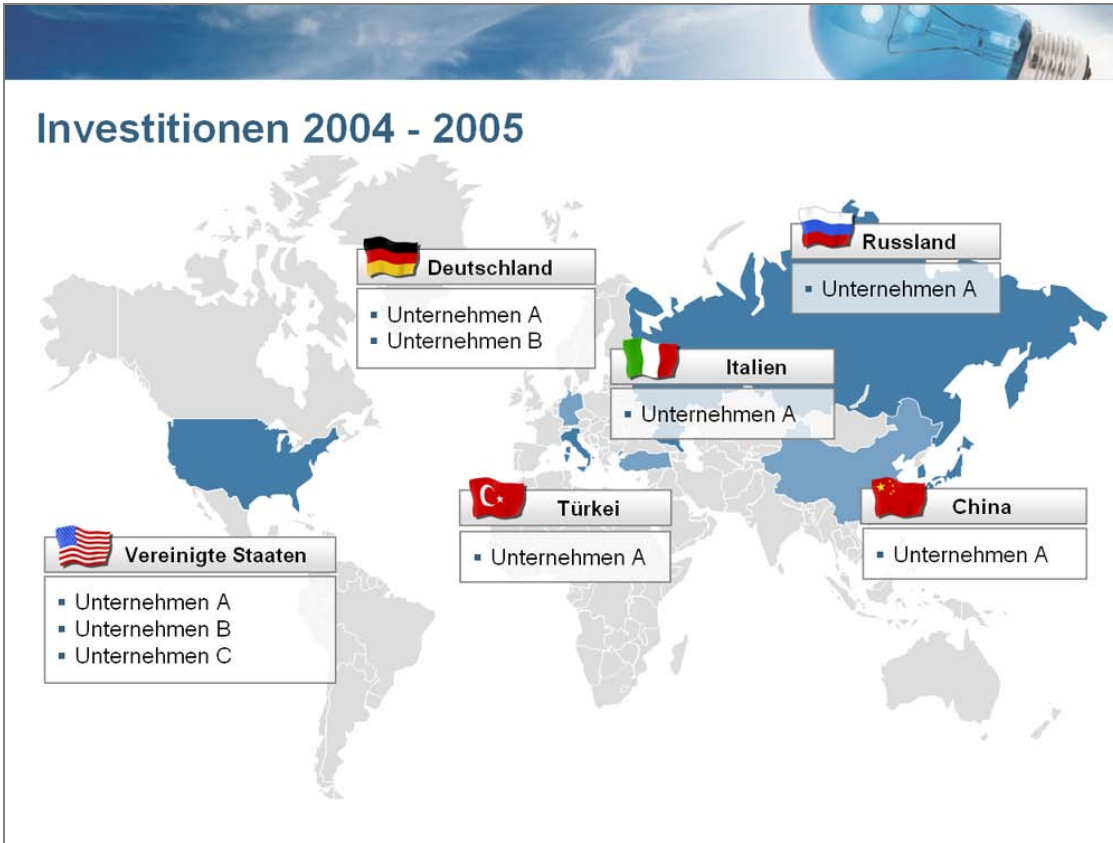 Investitionen 2004 - 2005
Deutschland
▪ Unternehmen A
▪ Unternehmen B
Russland
▪ Unternehmen A
Italien
▪ Unternehmen A
Türkei
▪ Unternehmen A
China
▪ Unternehmen A
Vereinigte Staaten
▪ Unternehmen A
▪ Unternehmen B
▪ Unternehmen C